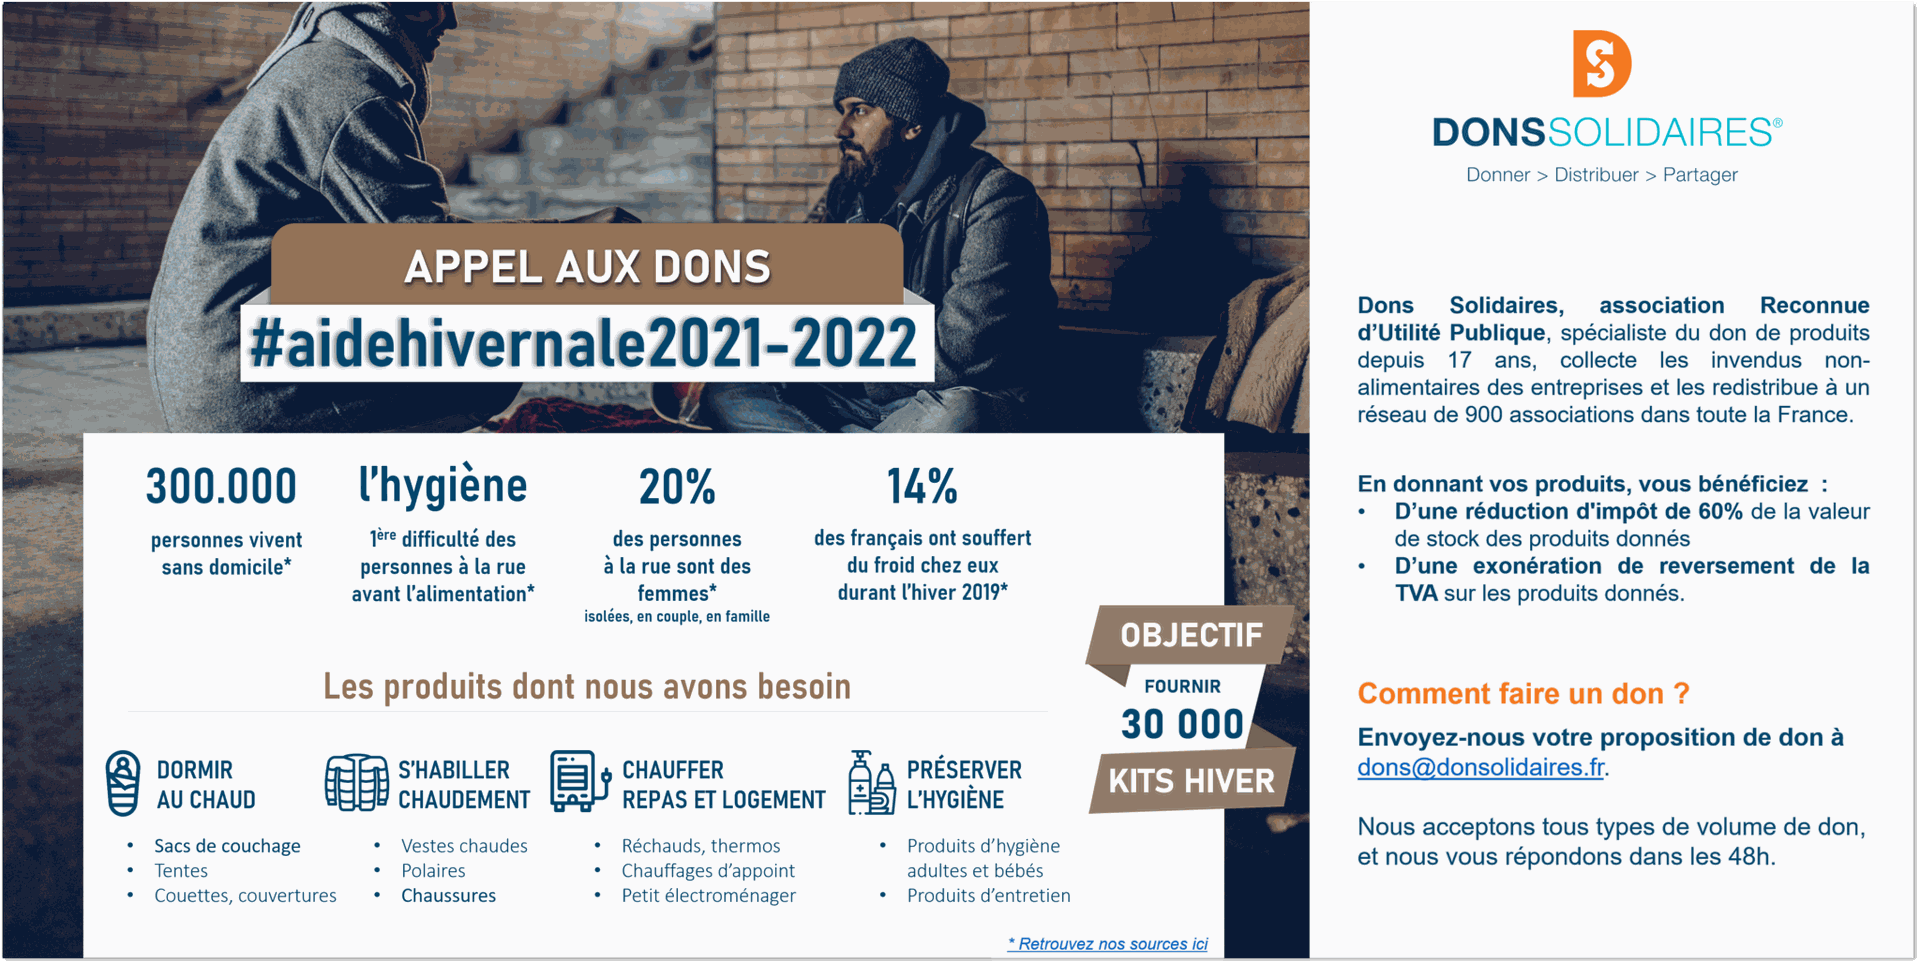 APPEL AUX DONS
#aidehivernale2021-2022
300.000
personnes vivent
sans domicile*
l'hygiène
1ère difficulté des
personnes à la rue
avant l'alimentation*
20%
des personnes
à la rue sont des
femmes*
isolées, en couple, en famille
14%
des français ont souffert
du froid chez eux
durant l'hiver 2019*
OBJECTIF
FOURNIR
30 000
KITS HIVER
Les produits dont nous avons besoin
DORMIR
AU CHAUD
• Sacs de couchage
• Tentes
• Couettes, couvertures
S'HABILLER
CHAUDEMENT
• Vestes chaudes
• Polaires
• Chaussures
CHAUFFER
REPAS ET LOGEMENT
• Réchauds, thermos
• Chauffages d'appoint
• Petit électroménager
PRÉSERVER
L'HYGIÈNE
• Produits d'hygiène
adultes et bébés
• Produits d'entretien
* Retrouvez nos sources ici
DONSSOLIDAIRES®
Donner > Distribuer > Partager
Dons Solidaires, association Reconnue
d'Utilité Publique, spécialiste du don de produits
depuis 17 ans, collecte les invendus non-
alimentaires des entreprises et les redistribue à un
réseau de 900 associations dans toute la France.
En donnant vos produits, vous bénéficiez :
• D'une réduction d'impôt de 60% de la valeur
de stock des produits donnés
• D'une exonération de reversement de la
TVA sur les produits donnés.
Comment faire un don ?
Envoyez-nous votre proposition de don à
dons@donsolidaires.fr.
Nous acceptons tous types de volume de don,
et nous vous répondons dans les 48h.